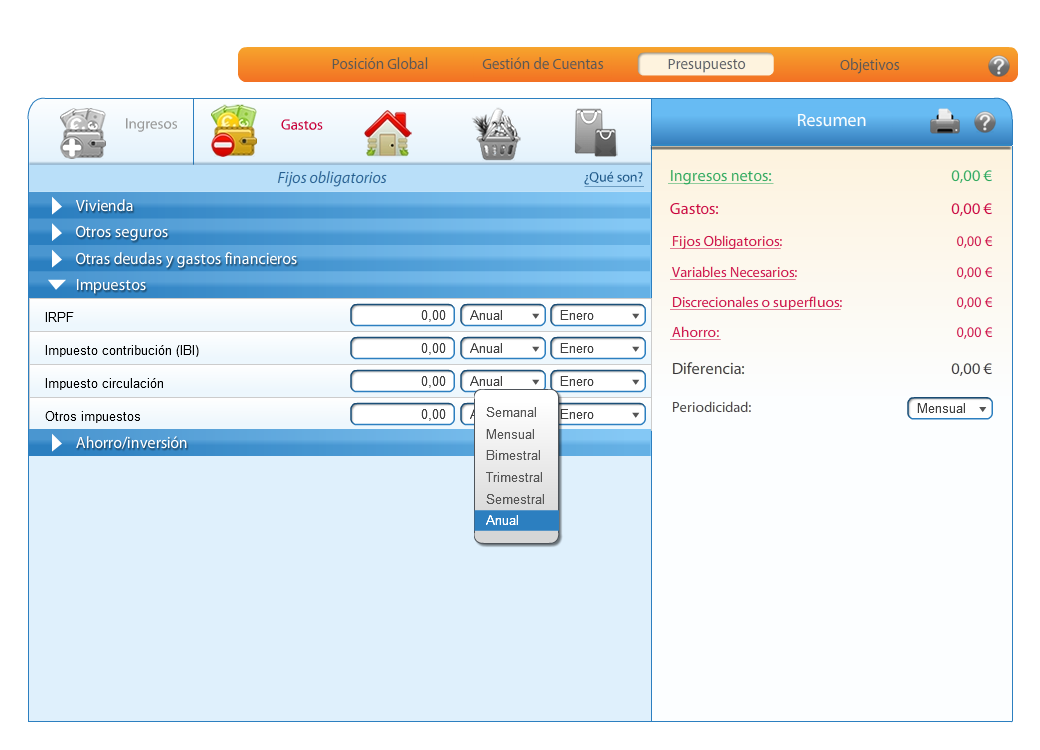 Posición Global Gestión de Cuentas Presupuesto Objetivos ?
Ingresos Gastos
Fijos obligatorios ¿Qué son?
Vivienda
Otros seguros
Otras deudas y gastos financieros
Impuestos
IRPF 0,00 Anual Enero
Impuesto contribución (IBI) 0,00 Anual Enero
Impuesto circulación 0,00 Anual Enero
Otros impuestos 0,00 Enero
Semanal
Mensual
Bimestral
Trimestral
Semestral
Anual
Ahorro/inversión
Resumen ?
Ingresos netos: 0,00 €
Gastos: 0,00 €
Fijos Obligatorios: 0,00 €
Variables Necesarios: 0,00 €
Discrecionales o superfluos: 0,00 €
Ahorro: 0,00 €
Diferencia: 0,00 €
Periodicidad: Mensual